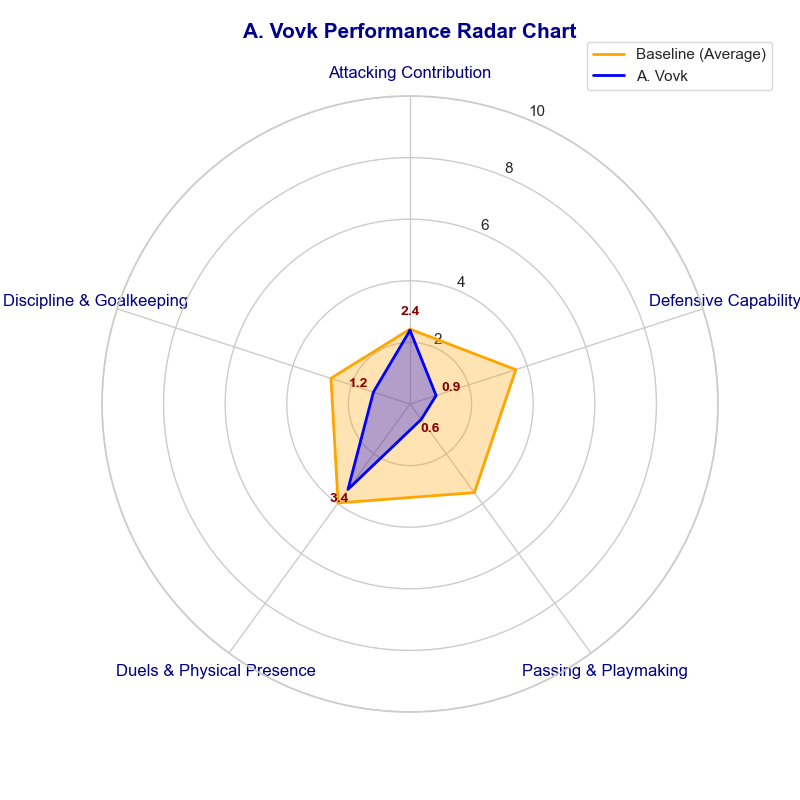 A. Vovk Performance Radar Chart
Baseline (Average)
A. Vovk
Attacking Contribution
10
8
6
4
2
2.4
Discipline & Goalkeeping
Defensive Capability
1.2
0.9
0.6
3.4
Duels & Physical Presence
Passing & Playmaking